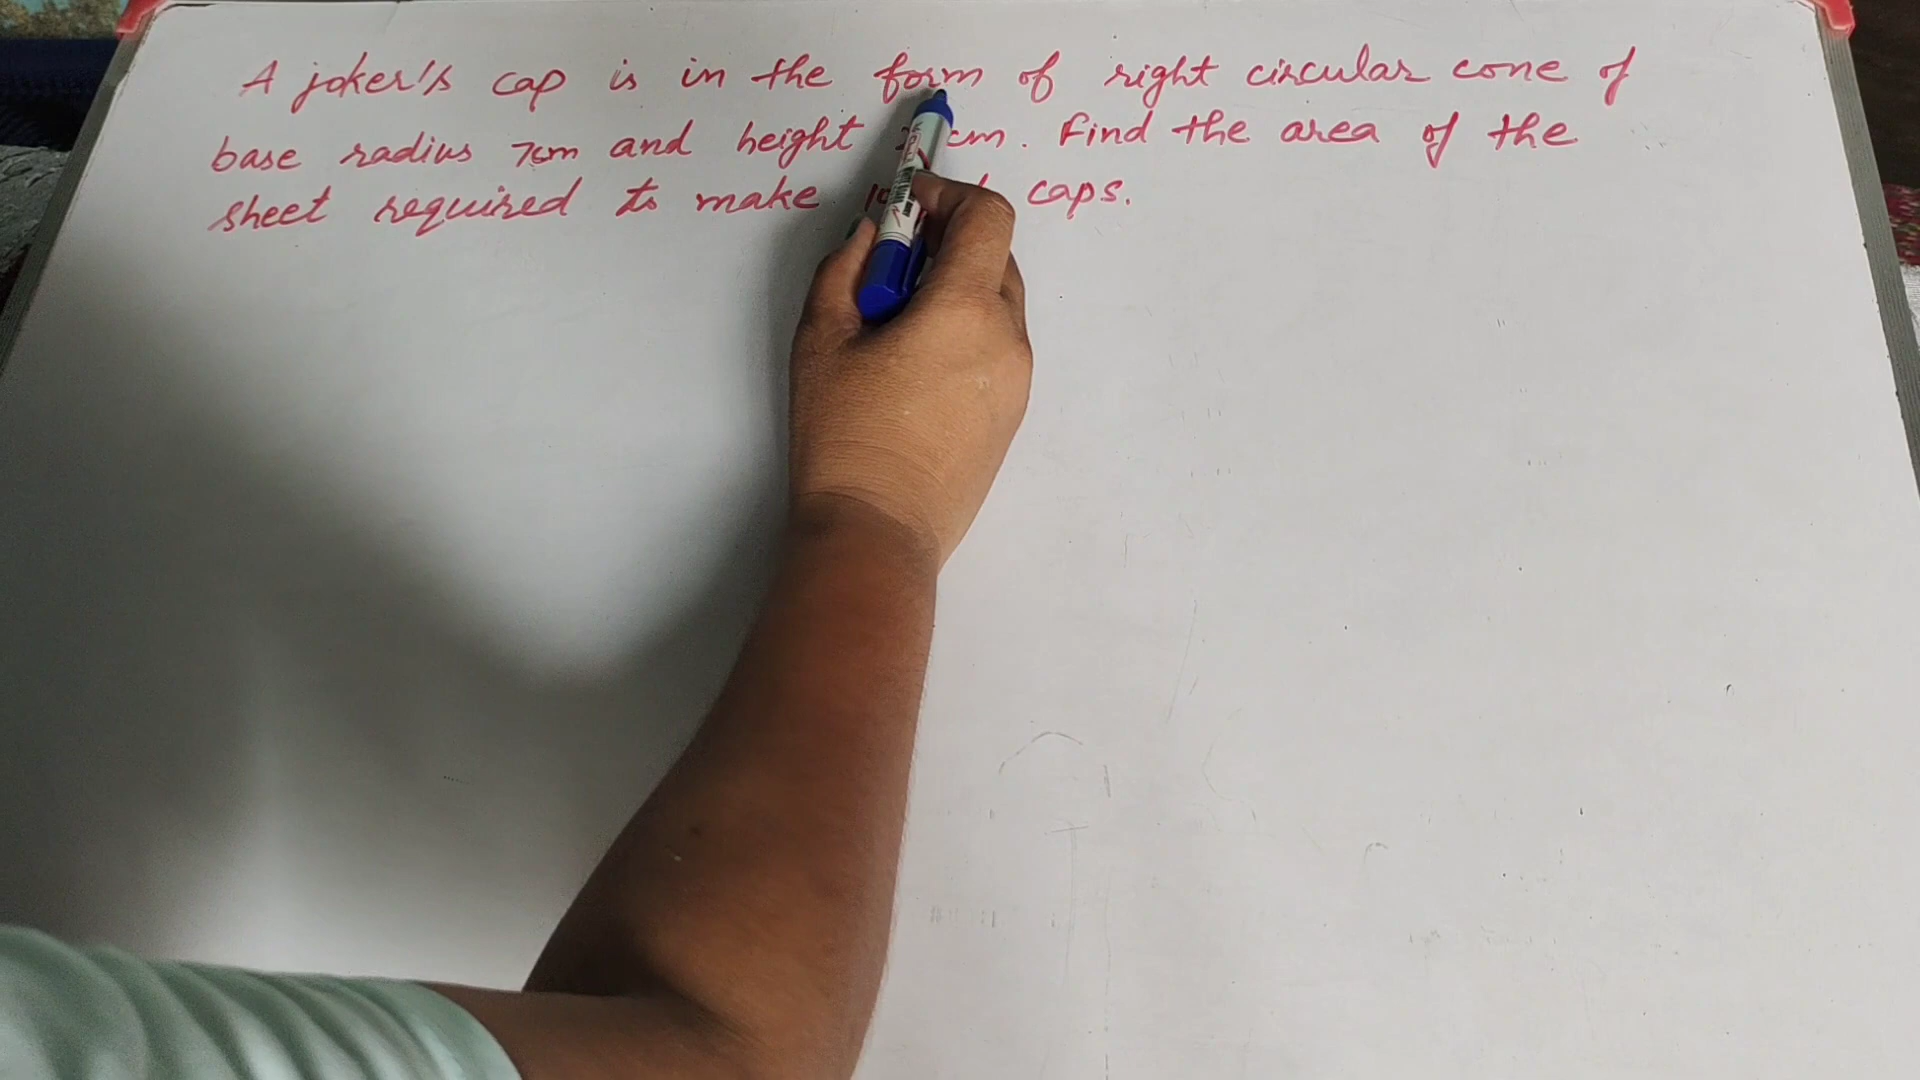 A joker's cap is in the form of right circular cone of
base radius 7cm and height cm. Find the area of the
sheet required to make caps.